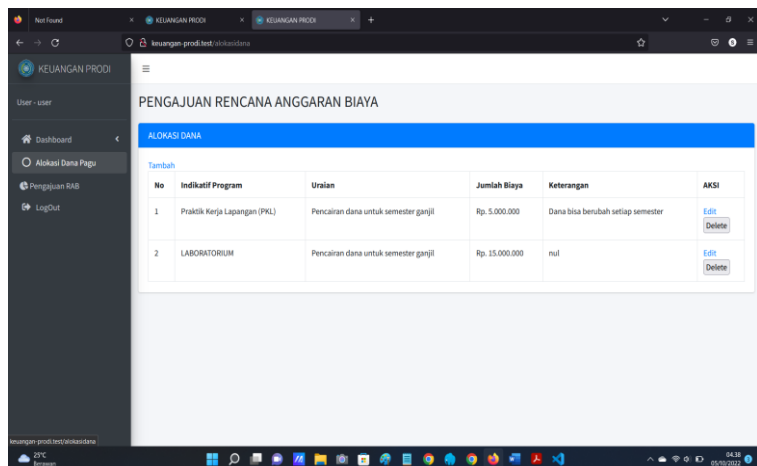 Not Found
KEUANGAN PRODI
KEUANGAN PRODI
keuangan-prodi.test/alokasidana
KEUANGAN PRODI
User - user
Dashboard
Alokasi Dana Pagu
Pengajuan RAB
LogOut
PENGAJUAN RENCANA ANGGARAN BIAYA
ALOKASI DANA
Tambah
No Indikatif Program Uraian Jumlah Biaya Keterangan AKSI
1 Praktik Kerja Lapangan (PKL) Pencairan dana untuk semester ganjil Rp. 5.000.000 Dana bisa berubah setiap semester Edit
Delete
2 LABORATORIUM Pencairan dana untuk semester ganjil Rp. 15.000.000 nul Edit
Delete
keuangan-prodi.test/alokasidana
25°C
Berawan
04.38
05/10/2022